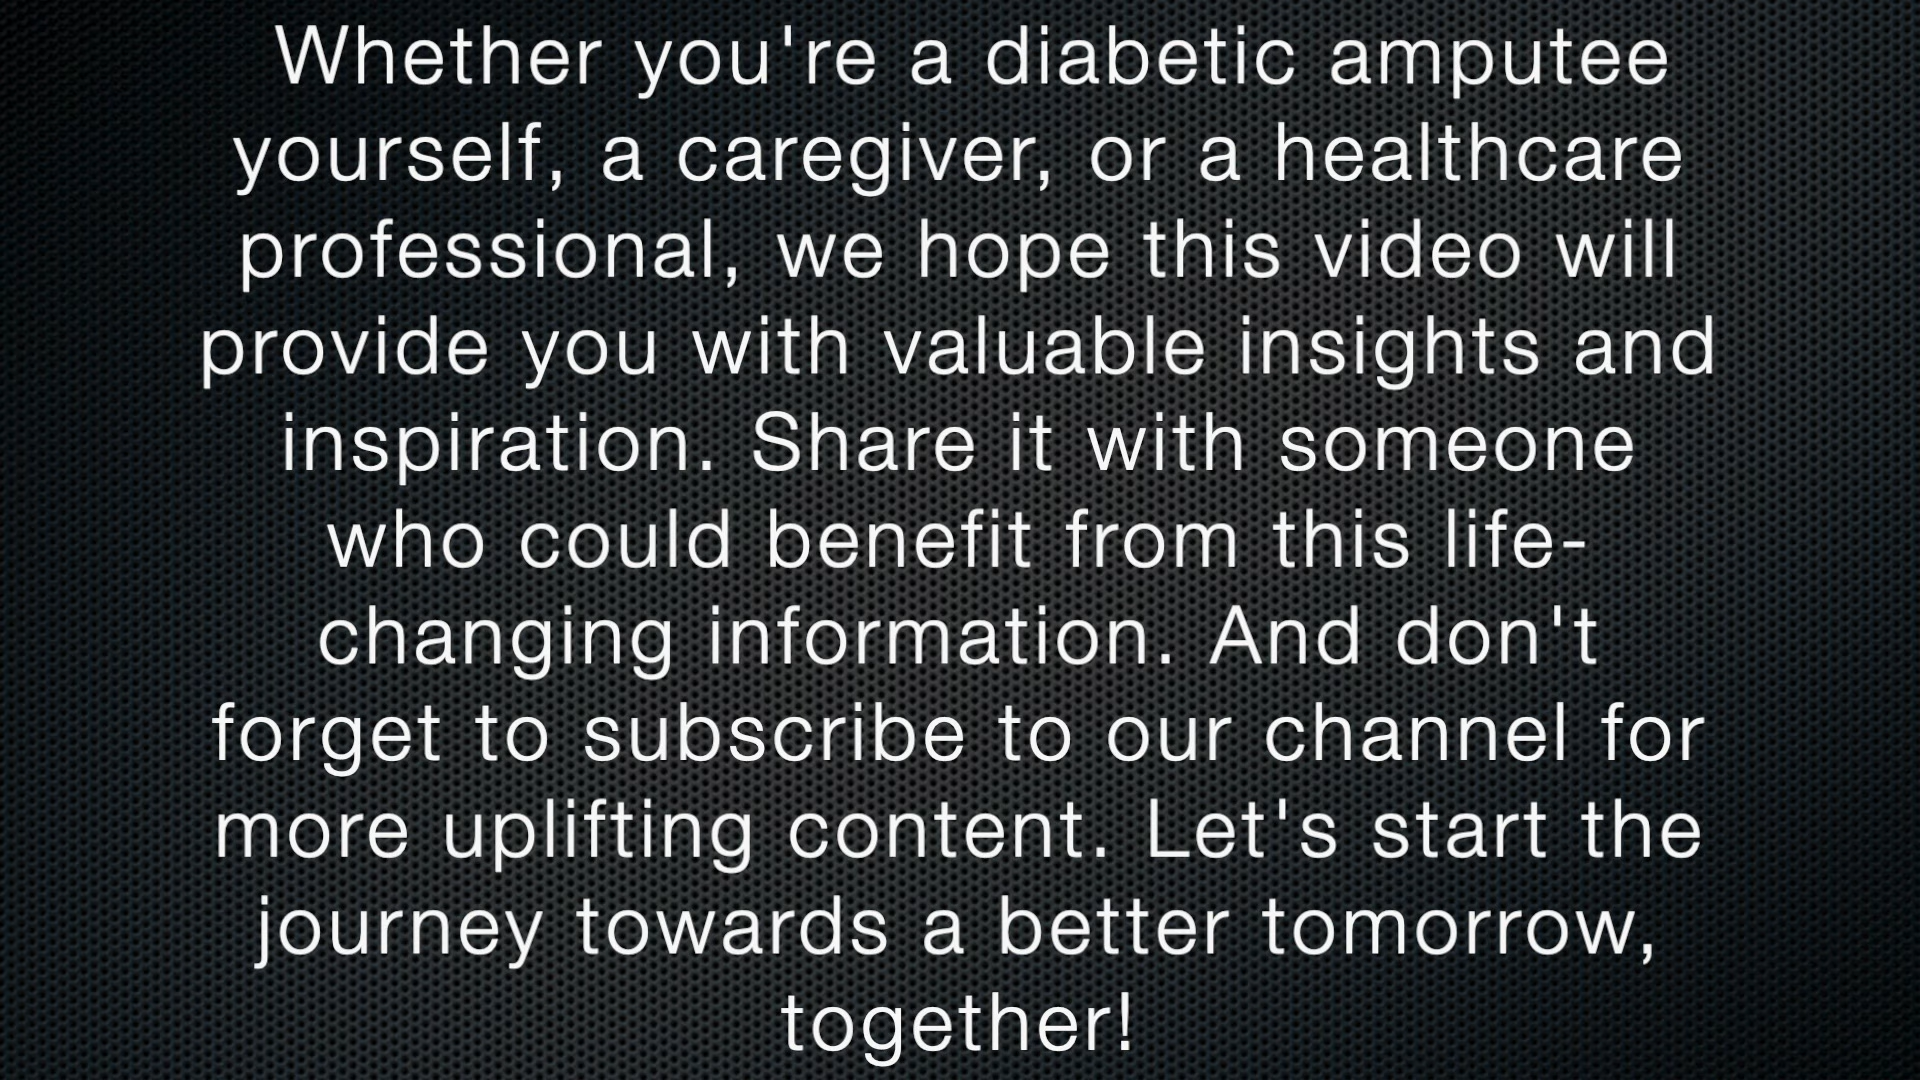 Whether you're a diabetic amputee
yourself, a caregiver, or a healthcare
professional, we hope this video will
provide you with valuable insights and
inspiration. Share it with someone
who could benefit from this life-
changing information. And don't
forget to subscribe to our channel for
more uplifting content. Let's start the
journey towards a better tomorrow,
together!